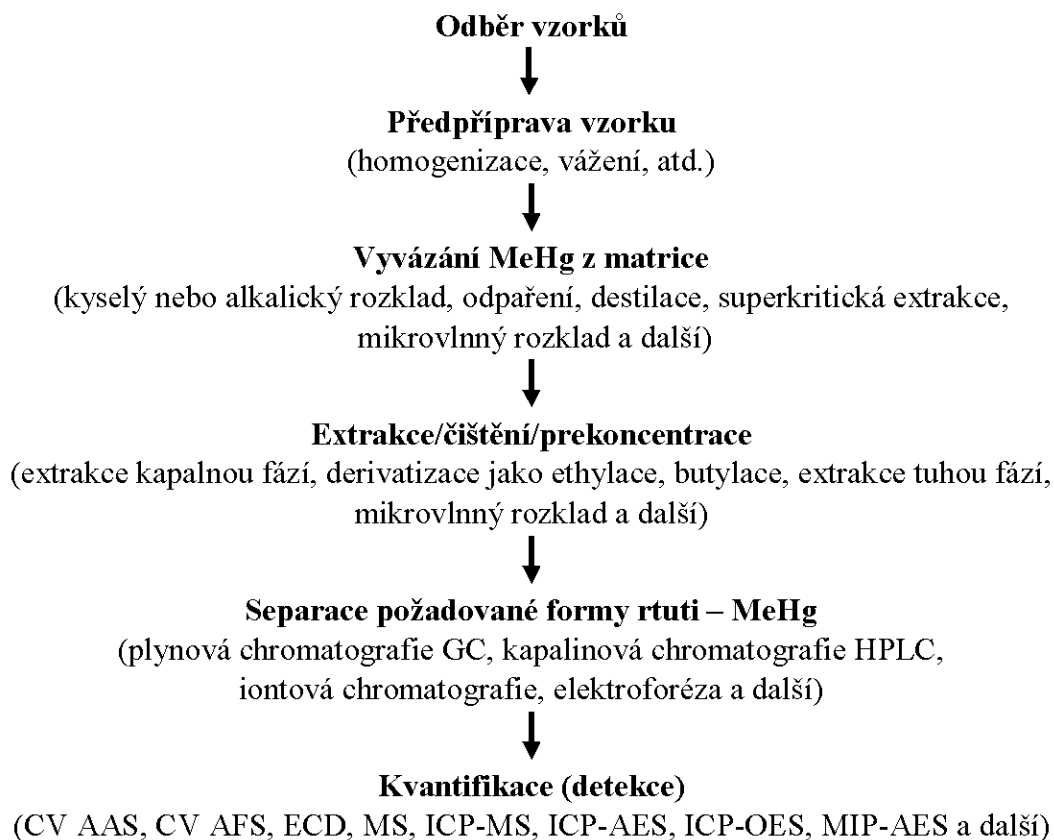 Odběr vzorků
Předpříprava vzorku
(homogenizace, vážení, atd.)
Vyvázání MeHg z matrice
(kyselý nebo alkalický rozklad, odpaření, destilace, superkritická extrakce,
mikrovlnný rozklad a další)
Extrakce/čištění/prekoncentrace
(extrakce kapalnou fází, derivatizace jako ethylace, butylace, extrakce tuhou fází,
mikrovlnný rozklad a další)
Separace požadované formy rtuti – MeHg
(plynová chromatografie GC, kapalinová chromatografie HPLC,
iontová chromatografie, elektroforéza a další)
Kvantifikace (detekce)
(CV AAS, CV AFS, ECD, MS, ICP-MS, ICP-AES, ICP-OES, MIP-AES a další)